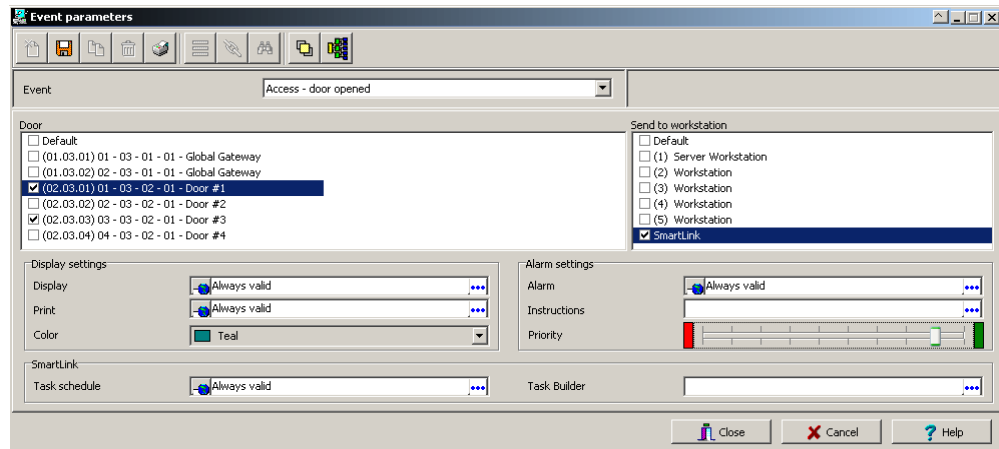 Event parameters
Event
Access - door opened
Door
Default
(01.03.01) 01 - 03 - 01 - 01 - Global Gateway
(01.03.02) 02 - 03 - 01 - 01 - Global Gateway
(02.03.01) 01 - 03 - 02 - 01 - Door #1
(02.03.02) 02 - 03 - 02 - 01 - Door #2
(02.03.03) 03 - 03 - 02 - 01 - Door #3
(02.03.04) 04 - 03 - 02 - 01 - Door #4
Send to workstation
Default
(1) Server Workstation
(2) Workstation
(3) Workstation
(4) Workstation
(5) Workstation
SmartLink
Display settings
Display
Always valid
Print
Always valid
Color
Teal
Alarm settings
Alarm
Always valid
Instructions
Priority
SmartLink
Task schedule
Always valid
Task Builder
Close
Cancel
Help